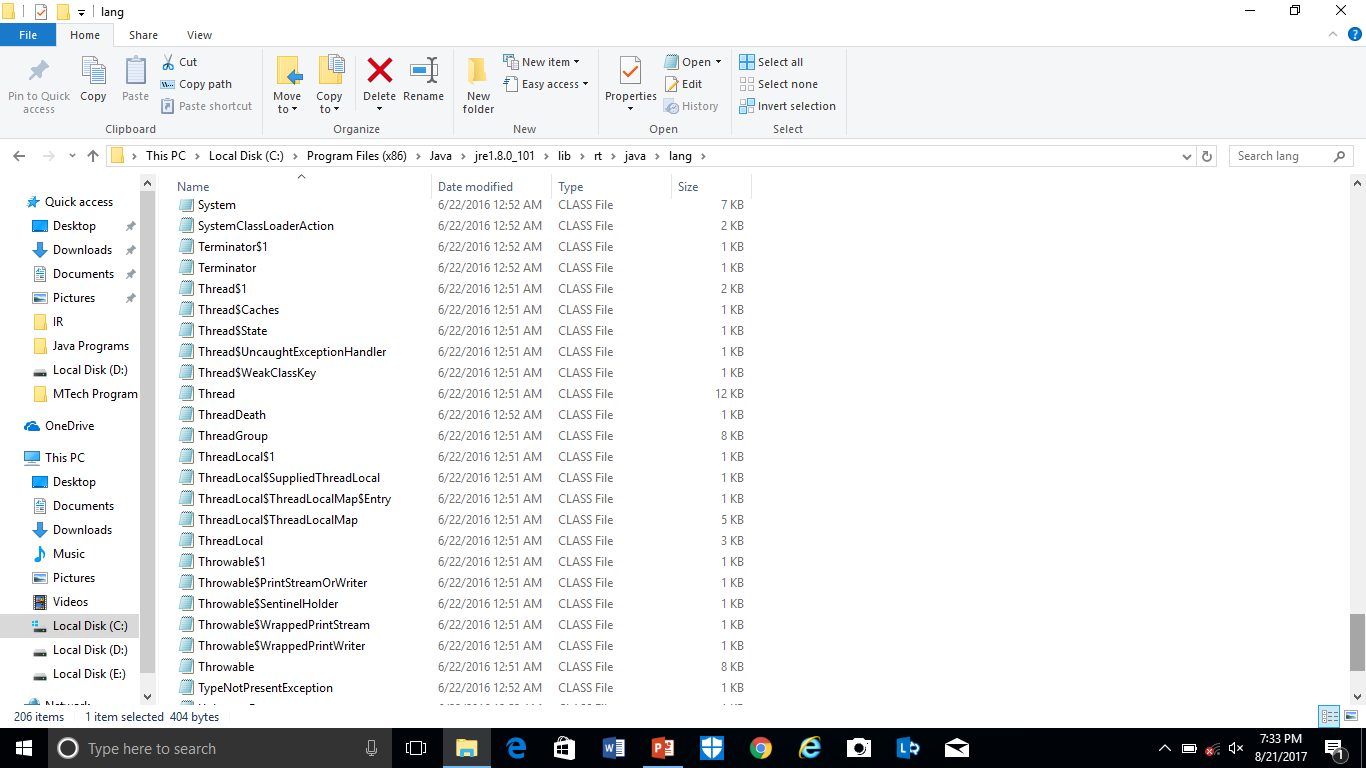 lang
File Home Share View
Pin to Quick access
Copy
Paste
Cut
Copy path
Paste shortcut
Clipboard
Move to
Copy to
Delete
Rename
Organize
New folder
New item
Easy access
New
Properties
Open
Edit
History
Open
Select all
Select none
Invert selection
Select
This PC > Local Disk (C:) > Program Files (x86) > Java > jre1.8.0_101 > lib > rt > java > lang >
Search lang
Quick access
Desktop
Downloads
Documents
Pictures
IR
Java Programs
Local Disk (D:)
MTech Program
OneDrive
This PC
Desktop
Documents
Downloads
Music
Pictures
Videos
Local Disk (C:)
Local Disk (D:)
Local Disk (E:)
Network
Name Date modified Type Size
System 6/22/2016 12:52 AM CLASS File 7 KB
SystemClassLoaderAction 6/22/2016 12:52 AM CLASS File 2 KB
Terminator$1 6/22/2016 12:52 AM CLASS File 1 KB
Terminator 6/22/2016 12:52 AM CLASS File 1 KB
Thread$1 6/22/2016 12:51 AM CLASS File 2 KB
Thread$Caches 6/22/2016 12:51 AM CLASS File 1 KB
Thread$State 6/22/2016 12:51 AM CLASS File 1 KB
Thread$UncaughtExceptionHandler 6/22/2016 12:51 AM CLASS File 1 KB
Thread$WeakClassKey 6/22/2016 12:51 AM CLASS File 1 KB
Thread 6/22/2016 12:51 AM CLASS File 12 KB
ThreadDeath 6/22/2016 12:52 AM CLASS File 1 KB
ThreadGroup 6/22/2016 12:51 AM CLASS File 8 KB
ThreadLocal$1 6/22/2016 12:51 AM CLASS File 1 KB
ThreadLocal$SuppliedThreadLocal 6/22/2016 12:51 AM CLASS File 1 KB
ThreadLocal$ThreadLocalMap$Entry 6/22/2016 12:51 AM CLASS File 1 KB
ThreadLocal$ThreadLocalMap 6/22/2016 12:51 AM CLASS File 5 KB
ThreadLocal 6/22/2016 12:51 AM CLASS File 3 KB
Throwable$1 6/22/2016 12:51 AM CLASS File 1 KB
Throwable$PrintStreamOrWriter 6/22/2016 12:51 AM CLASS File 1 KB
Throwable$SentinelHolder 6/22/2016 12:51 AM CLASS File 1 KB
Throwable$WrappedPrintStream 6/22/2016 12:51 AM CLASS File 1 KB
Throwable$WrappedPrintWriter 6/22/2016 12:51 AM CLASS File 1 KB
Throwable 6/22/2016 12:51 AM CLASS File 8 KB
TypeNotPresentException 6/22/2016 12:52 AM CLASS File 1 KB
206 items 1 item selected 404 bytes
Type here to search
7:33 PM
8/21/2017
1